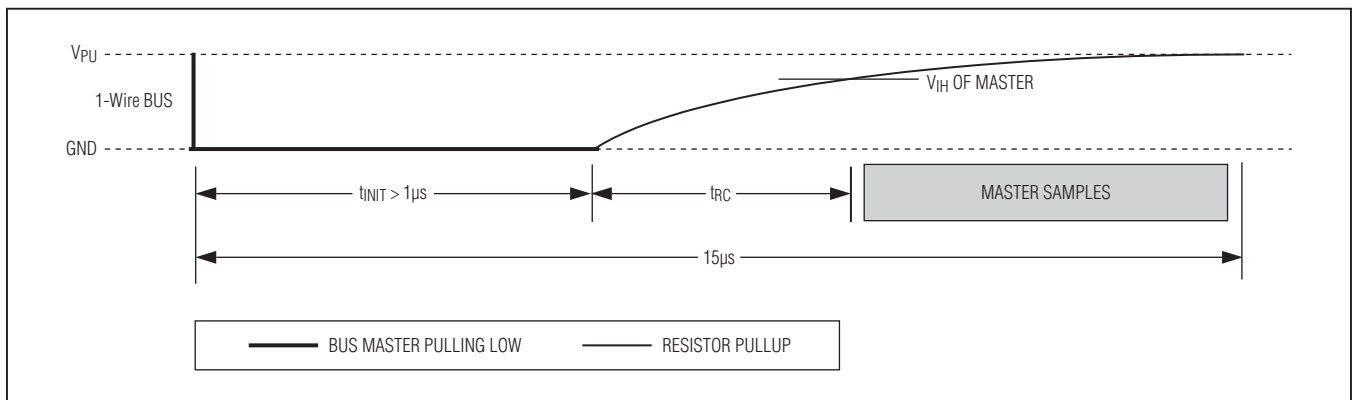 VPU
1-Wire BUS
VIH OF MASTER
GND
tINIT > 1µs
tRC
MASTER SAMPLES
15µs
BUS MASTER PULLING LOW
RESISTOR PULLUP